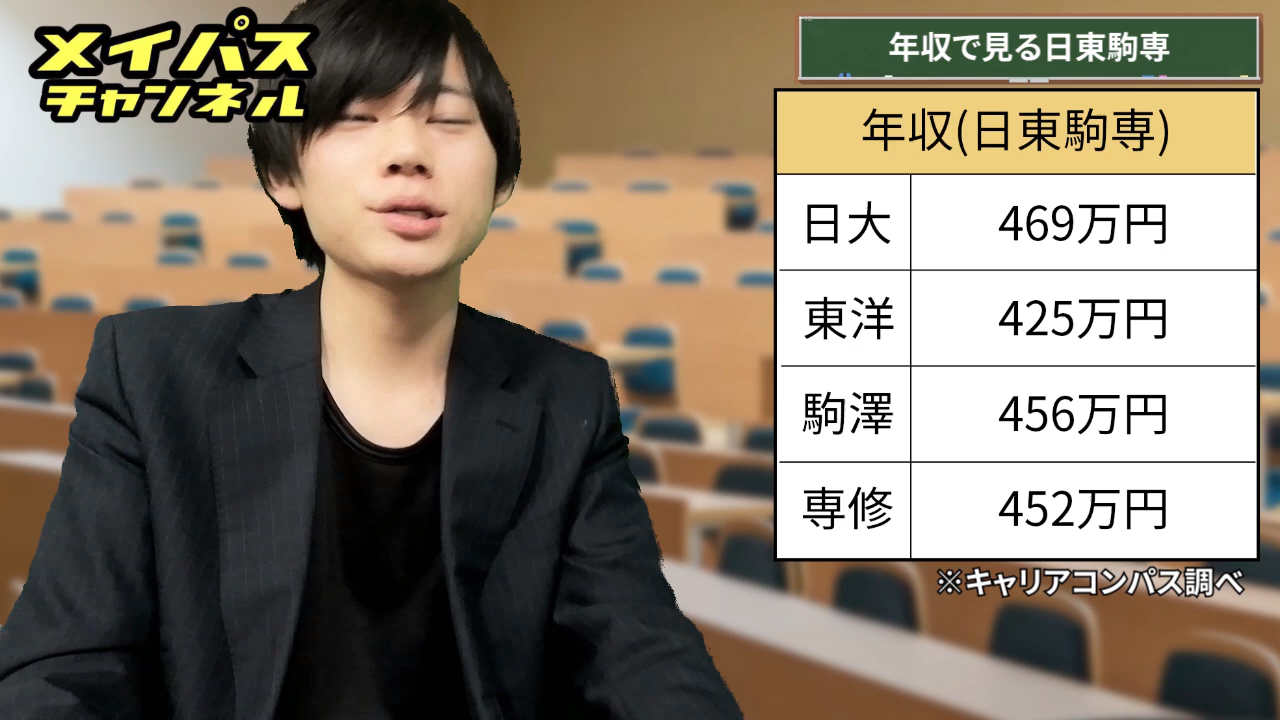 メイパス
チャンネル
年収で見る日東駒専
年収(日東駒専)
日大 469万円
東洋 425万円
駒澤 456万円
専修 452万円
※キャリアコンパス調べ